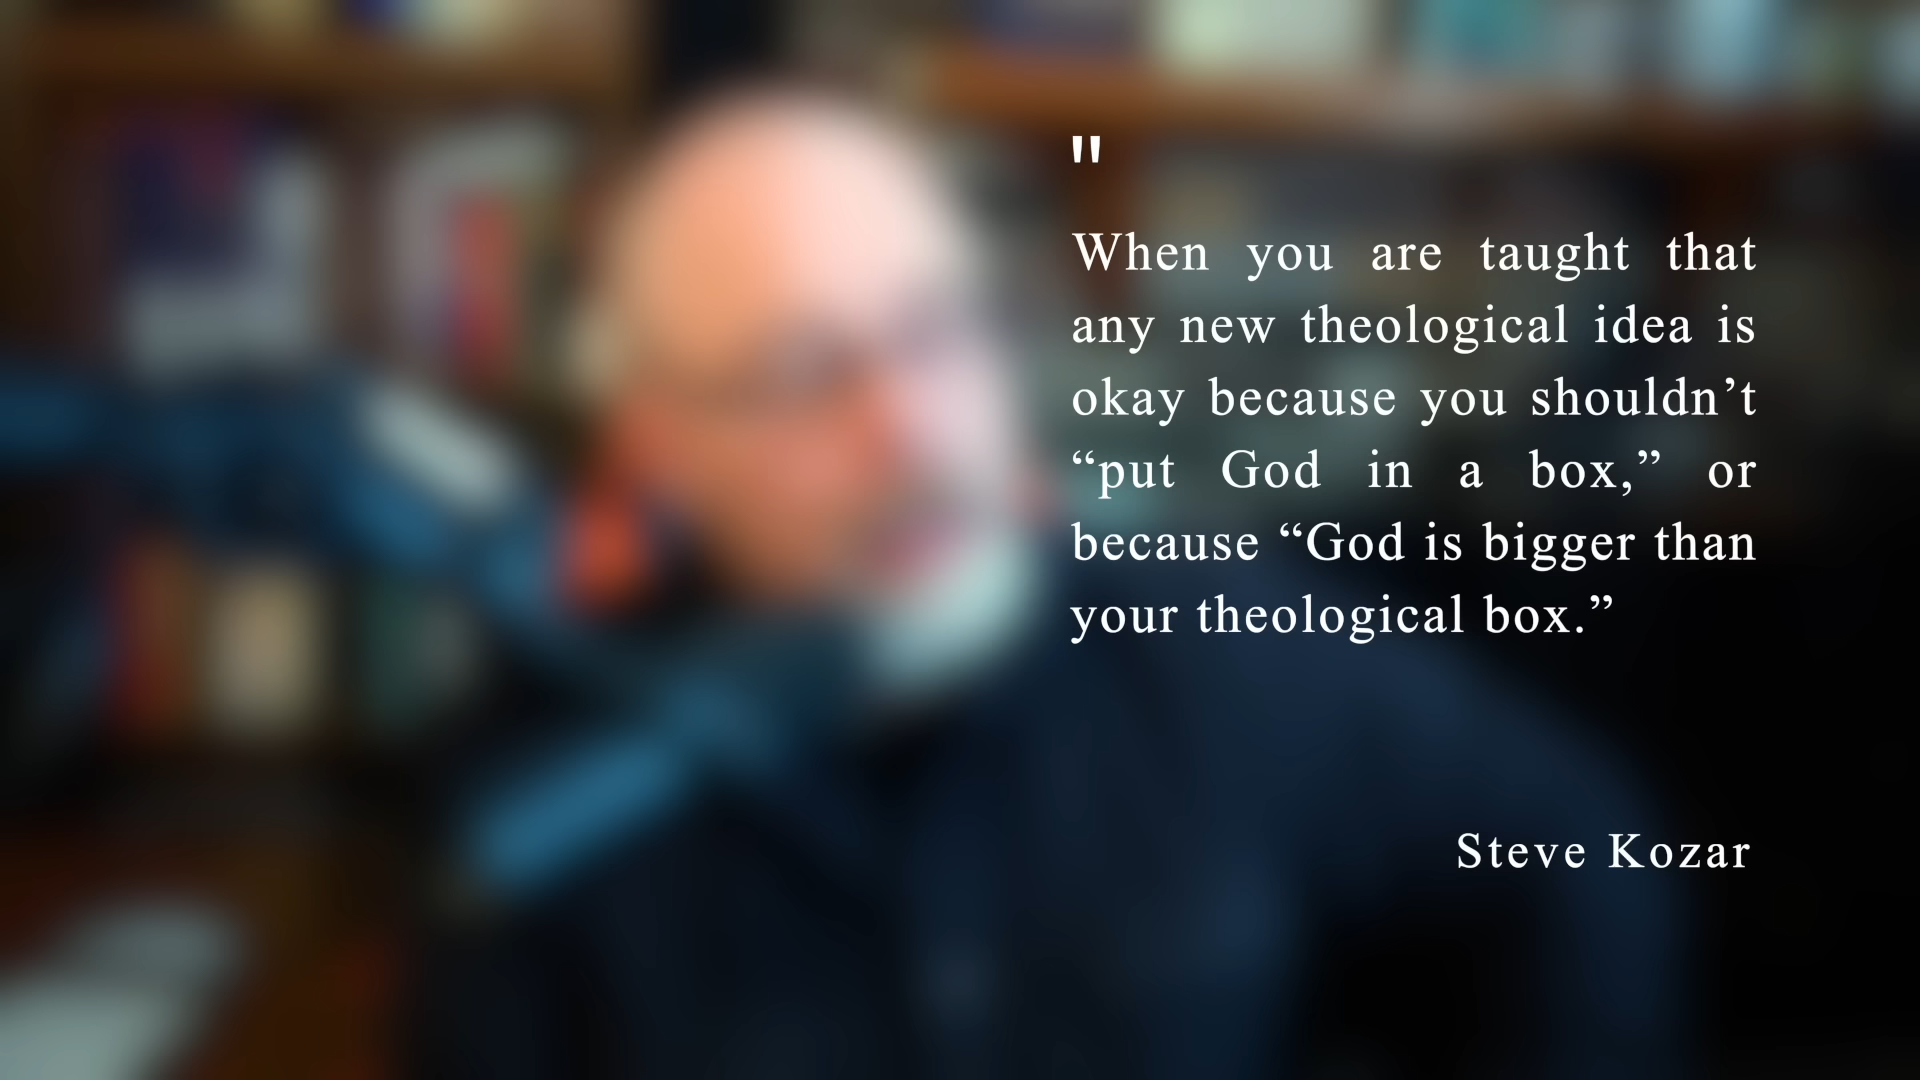 "
When you are taught that
any new theological idea is
okay because you shouldn’t
“put God in a box,” or
because “God is bigger than
your theological box.”
Steve Kozar